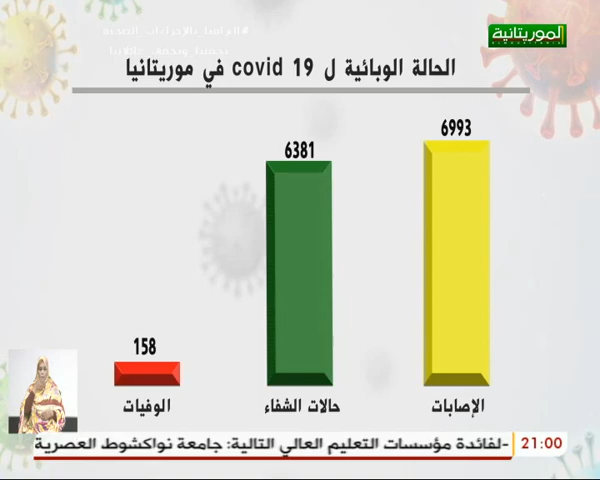 الموريتانية
الحالة الوبائية ل covid 19 في موريتانيا
6993
6381
158
الإصابات
حالات الشفاء
الوفيات
21:00
-لفائدة مؤسسات التعليم العالي التالية: جامعة نواكشوط العصرية